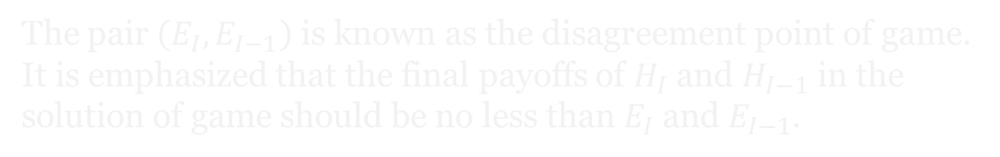 The pair (E_I, E_{I−1}) is known as the disagreement point of game.
It is emphasized that the final payoffs of H_I and H_{I−1} in the
solution of game should be no less than E_I and E_{I−1}.